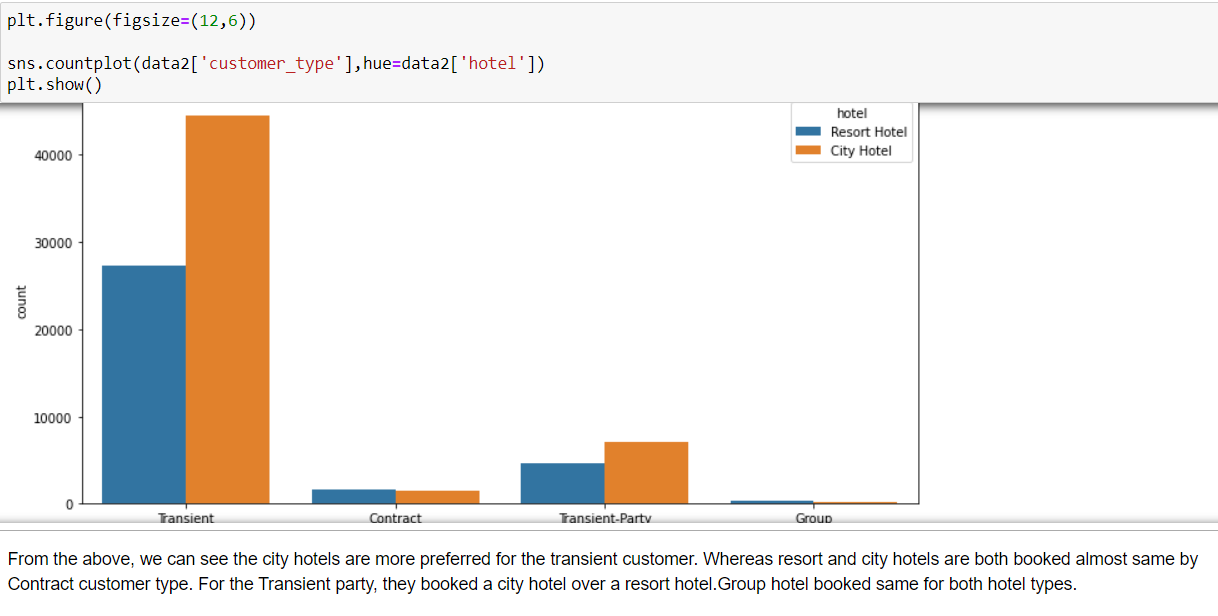 plt.figure(figsize=(12,6))
sns.countplot(data2['customer_type'],hue=data2['hotel'])
plt.show()
hotel
Resort Hotel
City Hotel
40000
30000
20000
10000
0
count
Transient Contract Transient-Party Group
From the above, we can see the city hotels are more preferred for the transient customer. Whereas resort and city hotels are both booked almost same by
Contract customer type. For the Transient party, they booked a city hotel over a resort hotel.Group hotel booked same for both hotel types.